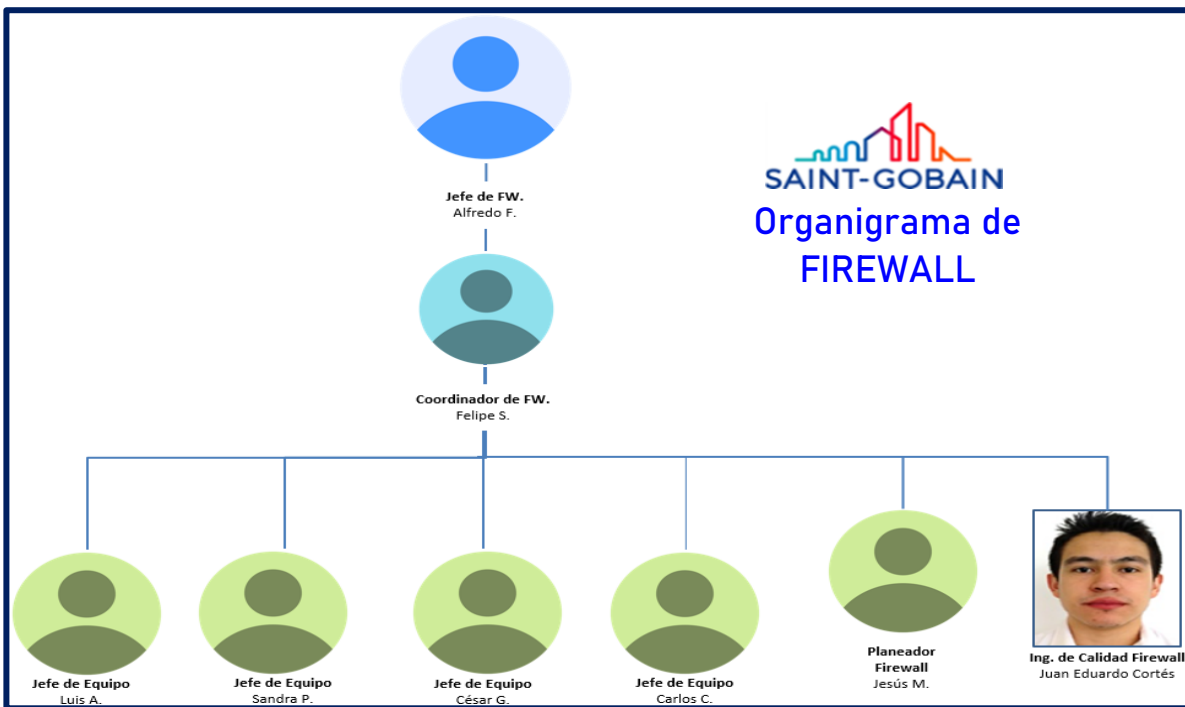 SAINT-GOBAIN
Organigrama de
FIREWALL
Jefe de FW.
Alfredo F.
Coordinador de FW.
Felipe S.
Jefe de Equipo
Luis A.
Jefe de Equipo
Sandra P.
Jefe de Equipo
César G.
Jefe de Equipo
Carlos C.
Planeador
Firewall
Jesús M.
Ing. de Calidad Firewall
Juan Eduardo Cortés